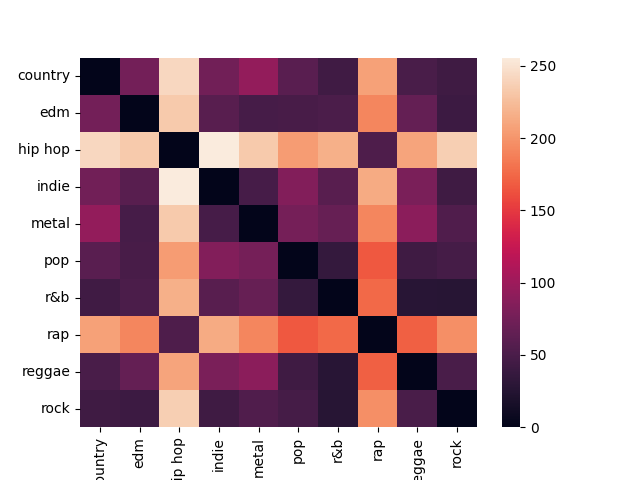 country
edm
hip hop
indie
metal
pop
r&b
rap
reggae
rock
250
200
150
100
50
0
ountry
edm
ip hop
indie
metal
pop
r&b
rap
eggae
rock